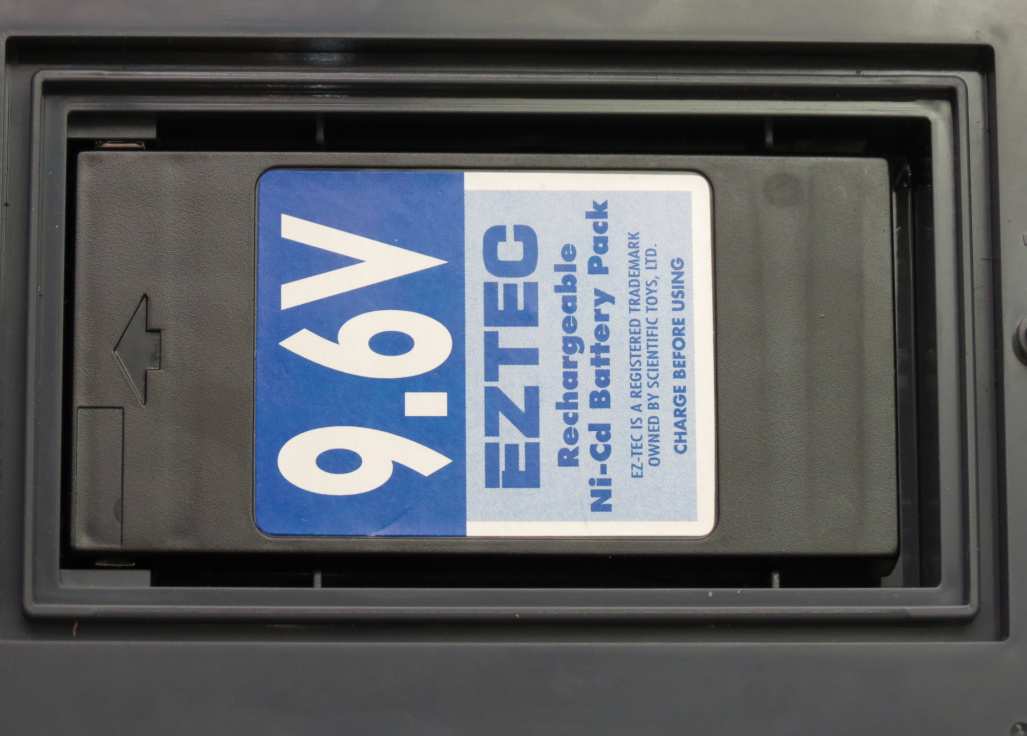 9.6V
EZTEC
Rechargeable
Ni-Cd Battery Pack
EZ-TEC IS A REGISTERED TRADEMARK
OWNED BY SCIENTIFIC TOYS, LTD.
CHARGE BEFORE USING